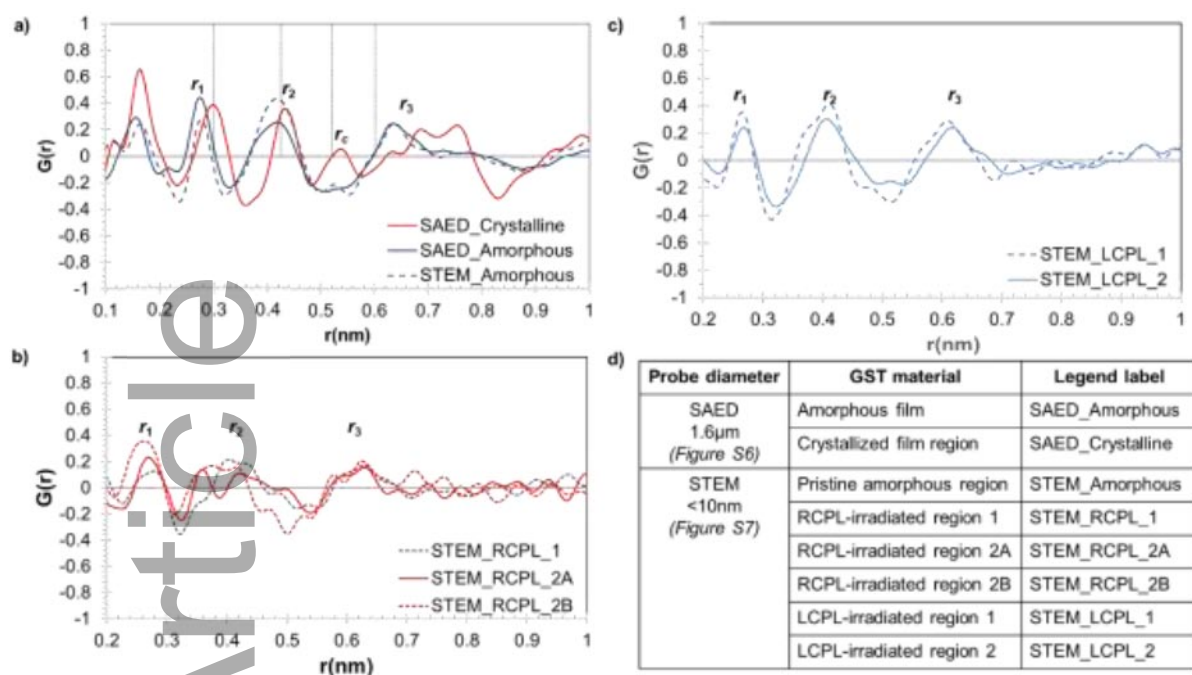 a)
1
0.8
0.6
0.4
0.2
0
-0.2
-0.4
-0.6
-0.8
-1
G(r)
r1
r2
rc
r3
SAED_Crystalline
SAED_Amorphous
STEM_Amorphous
0.1 0.2 0.3 0.4 0.5 0.6 0.7 0.8 0.9 1
r(nm)
b)
1
0.8
0.6
0.4
0.2
0
-0.2
-0.4
-0.6
-0.8
-1
G(r)
r1
r2
r3
STEM_RCPL_1
STEM_RCPL_2A
STEM_RCPL_2B
0.2 0.3 0.4 0.5 0.6 0.7 0.8 0.9 1
r(nm)
c)
1
0.8
0.6
0.4
0.2
0
-0.2
-0.4
-0.6
-0.8
-1
G(r)
r1
r2
r3
STEM_LCPL_1
STEM_LCPL_2
0.2 0.3 0.4 0.5 0.6 0.7 0.8 0.9 1
r(nm)
d)
Probe diameter GST material Legend label
SAED
1.6μm
(Figure S6)
Amorphous film SAED_Amorphous
Crystallized film region SAED_Crystalline
STEM
<10nm
(Figure S7)
Pristine amorphous region STEM_Amorphous
RCPL-irradiated region 1 STEM_RCPL_1
RCPL-irradiated region 2A STEM_RCPL_2A
RCPL-irradiated region 2B STEM_RCPL_2B
LCPL-irradiated region 1 STEM_LCPL_1
LCPL-irradiated region 2 STEM_LCPL_2
Article